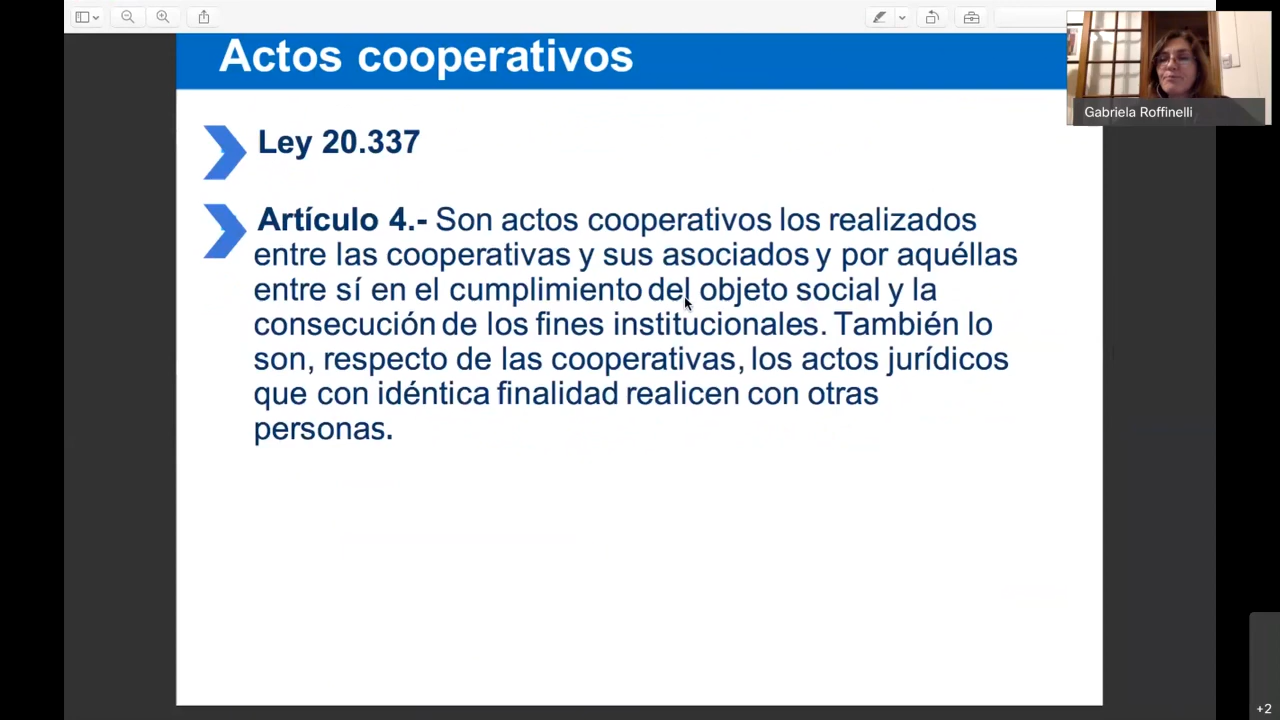 Actos cooperativos
Gabriela Roffinelli
Ley 20.337
Artículo 4.- Son actos cooperativos los realizados
entre las cooperativas y sus asociados y por aquéllas
entre sí en el cumplimiento del objeto social y la
consecución de los fines institucionales. También lo
son, respecto de las cooperativas, los actos jurídicos
que con idéntica finalidad realicen con otras
personas.
+2